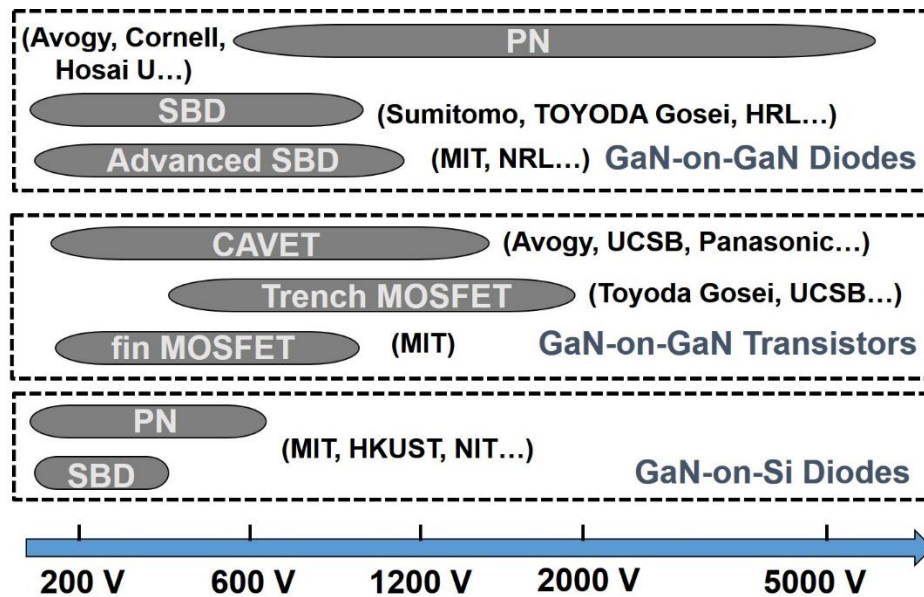 (Avogy, Cornell,
Hosai U…)
PN
SBD
(Sumitomo, TOYODA Gosei, HRL…)
Advanced SBD
(MIT, NRL…)
GaN-on-GaN Diodes
CAVET
(Avogy, UCSB, Panasonic…)
Trench MOSFET
(Toyoda Gosei, UCSB…)
fin MOSFET
(MIT)
GaN-on-GaN Transistors
PN
(MIT, HKUST, NIT…)
SBD
GaN-on-Si Diodes
200 V
600 V
1200 V
2000 V
5000 V